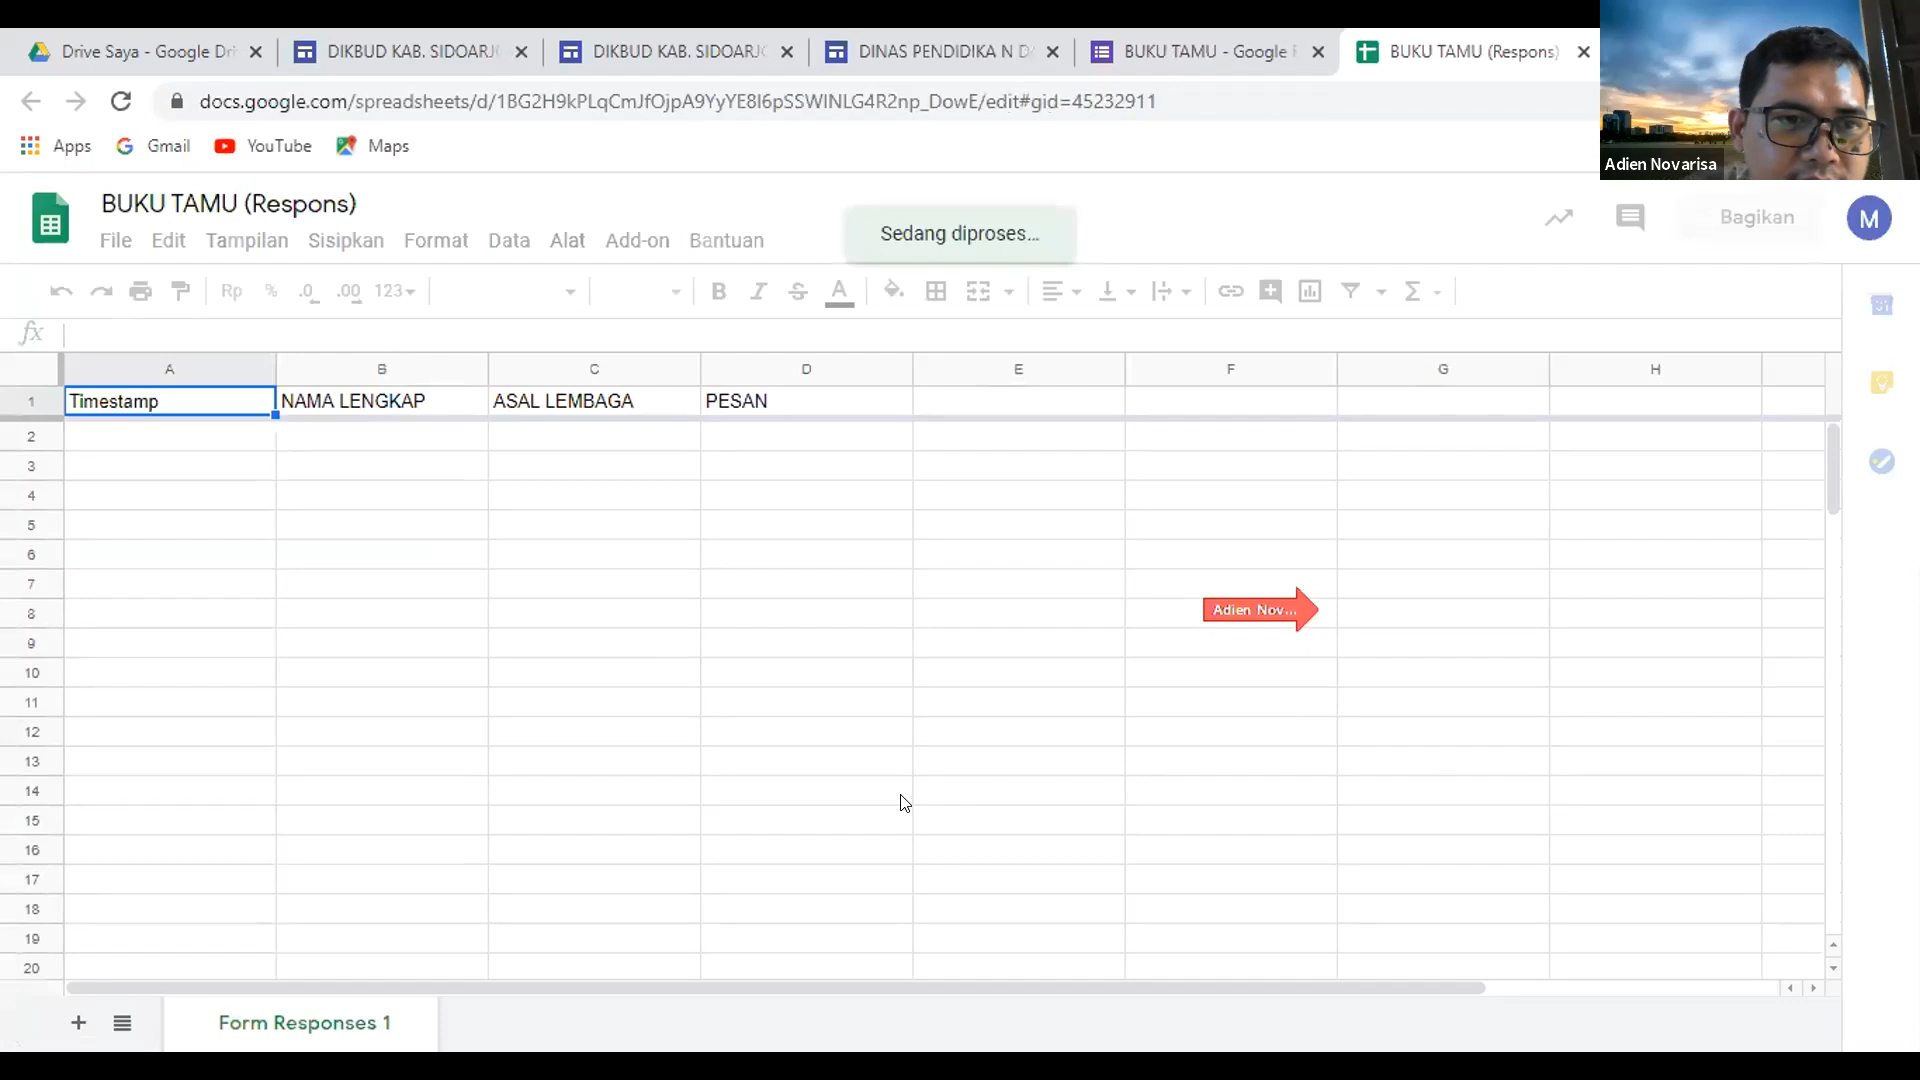 Drive Saya - Google Dri
DIKBUD KAB. SIDOARJO
DIKBUD KAB. SIDOARJO
DINAS PENDIDIKA N D
BUKU TAMU - Google F
BUKU TAMU (Respons)
docs.google.com/spreadsheets/d/1BG2H9kPLqCmJfOjpA9YyYE8I6pSSWINLG4R2np_DowE/edit#gid=45232911
Apps Gmail YouTube Maps
Adien Novarisa
BUKU TAMU (Respons)
File Edit Tampilan Sisipkan Format Data Alat Add-on Bantuan
Sedang diproses...
Bagikan
M
Rp % .0 .00 123
B I S A
fx
A B C D E F G H
1 Timestamp NAMA LENGKAP ASAL LEMBAGA PESAN
2
3
4
5
6
7
8
Adien Nov...
9
10
11
12
13
14
15
16
17
18
19
20
Form Responses 1